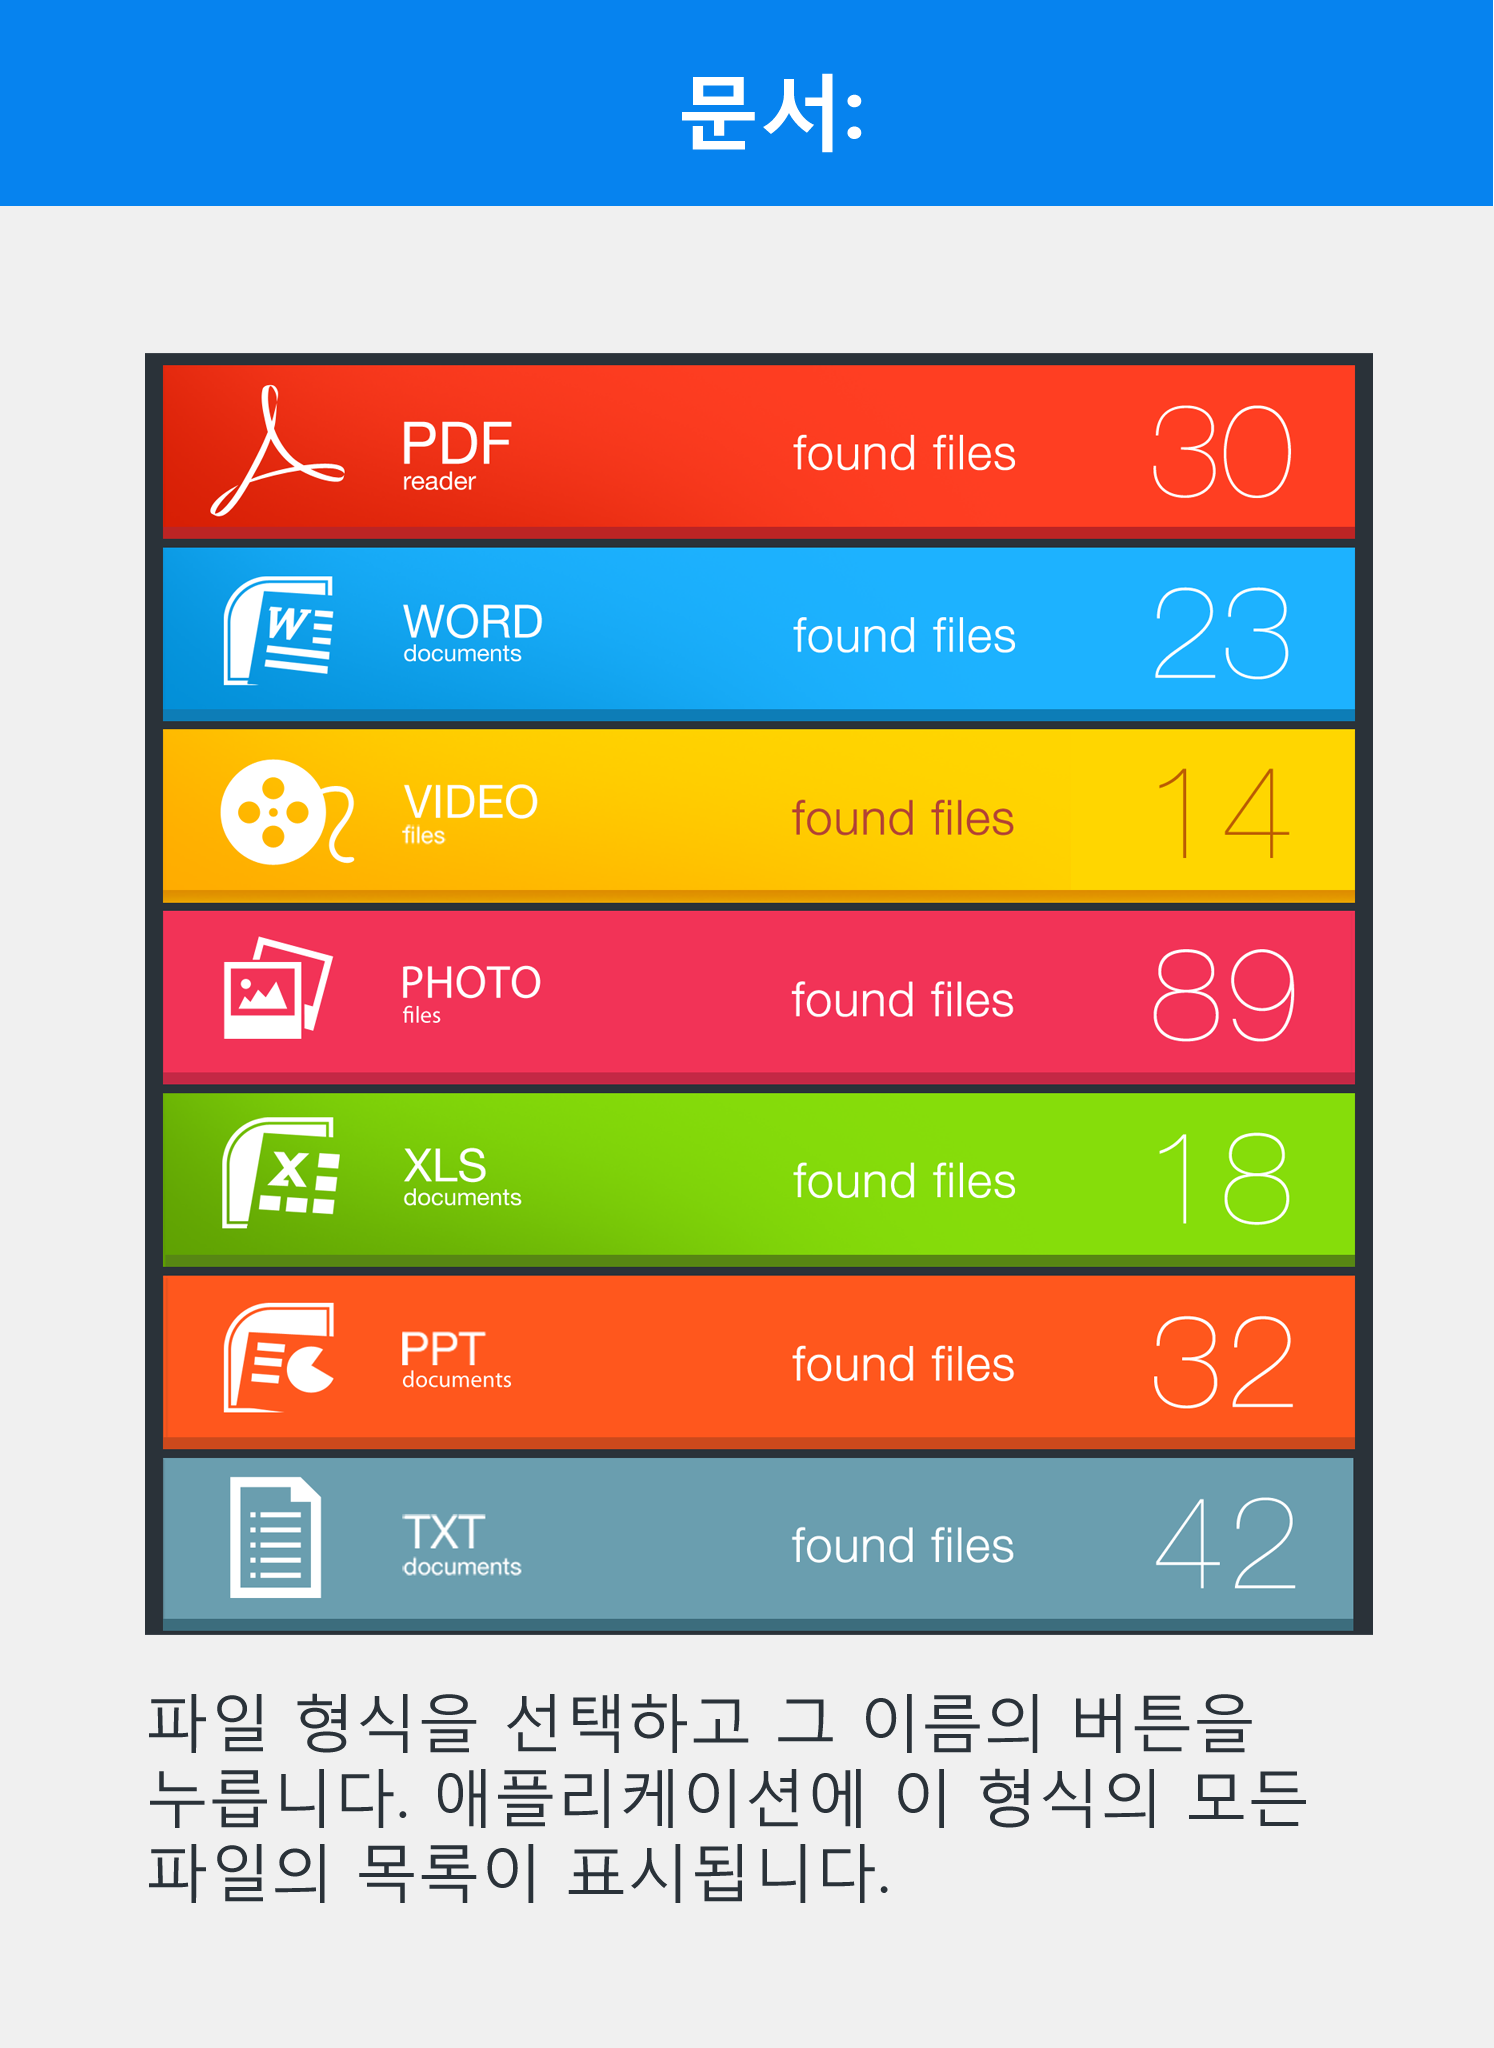 문서:
PDF
reader
found files
30
WORD
documents
found files
23
VIDEO
files
found files
14
PHOTO
files
found files
89
XLS
documents
found files
18
PPT
documents
found files
32
TXT
documents
found files
42
파일 형식을 선택하고 그 이름의 버튼을
누릅니다. 애플리케이션에 이 형식의 모든
파일의 목록이 표시됩니다.